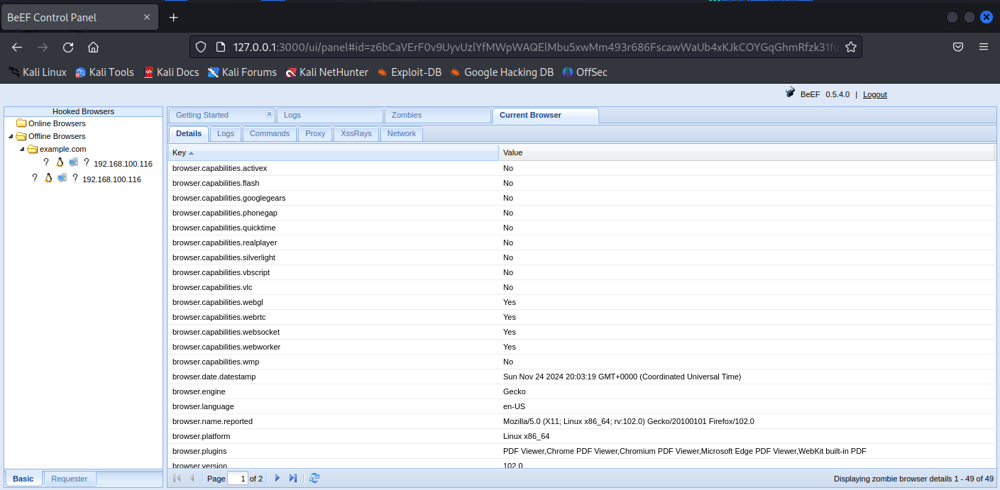 BeEF Control Panel
127.0.0.1:3000/ui/panel#id=z6bCaVErF0v9UyvUzlYfMWpWAQElMbu5xwMm493r686FscawWaUb4xKJkCOYGqGhmRfzk31fu
Kali Linux Kali Tools Kali Docs Kali Forums Kali NetHunter Exploit-DB Google Hacking DB OffSec
BeEF 0.5.4.0 | Logout
Hooked Browsers
Online Browsers
Offline Browsers
example.com
? ? 192.168.100.116
? ? 192.168.100.116
Basic Requester
Getting Started Logs Zombies Current Browser
Details Logs Commands Proxy XssRays Network
Key Value
browser.capabilities.activex No
browser.capabilities.flash No
browser.capabilities.googlegears No
browser.capabilities.phonegap No
browser.capabilities.quicktime No
browser.capabilities.realplayer No
browser.capabilities.silverlight No
browser.capabilities.vbscript No
browser.capabilities.vlc No
browser.capabilities.webgl Yes
browser.capabilities.webrtc Yes
browser.capabilities.websocket Yes
browser.capabilities.webworker Yes
browser.capabilities.wmp No
browser.date.datestamp Sun Nov 24 2024 20:03:19 GMT+0000 (Coordinated Universal Time)
browser.engine Gecko
browser.language en-US
browser.name.reported Mozilla/5.0 (X11; Linux x86_64; rv:102.0) Gecko/20100101 Firefox/102.0
browser.platform Linux x86_64
browser.plugins PDF Viewer,Chrome PDF Viewer,Chromium PDF Viewer,Microsoft Edge PDF Viewer,WebKit built-in PDF
browser.version 102.0
Page 1 of 2 Displaying zombie browser details 1 - 49 of 49